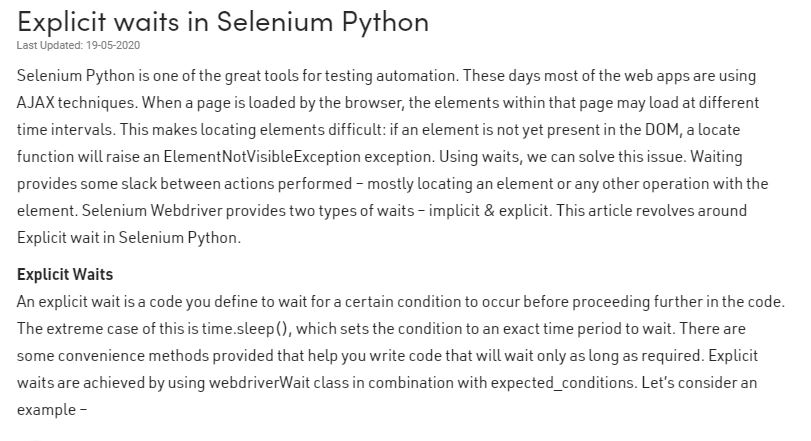 Explicit waits in Selenium Python
Last Updated: 19-05-2020
Selenium Python is one of the great tools for testing automation. These days most of the web apps are using
AJAX techniques. When a page is loaded by the browser, the elements within that page may load at different
time intervals. This makes locating elements difficult: if an element is not yet present in the DOM, a locate
function will raise an ElementNotVisibleException exception. Using waits, we can solve this issue. Waiting
provides some slack between actions performed – mostly locating an element or any other operation with the
element. Selenium Webdriver provides two types of waits – implicit & explicit. This article revolves around
Explicit wait in Selenium Python.
Explicit Waits
An explicit wait is a code you define to wait for a certain condition to occur before proceeding further in the code.
The extreme case of this is time.sleep(), which sets the condition to an exact time period to wait. There are
some convenience methods provided that help you write code that will wait only as long as required. Explicit
waits are achieved by using webdriverWait class in combination with expected_conditions. Let’s consider an
example –